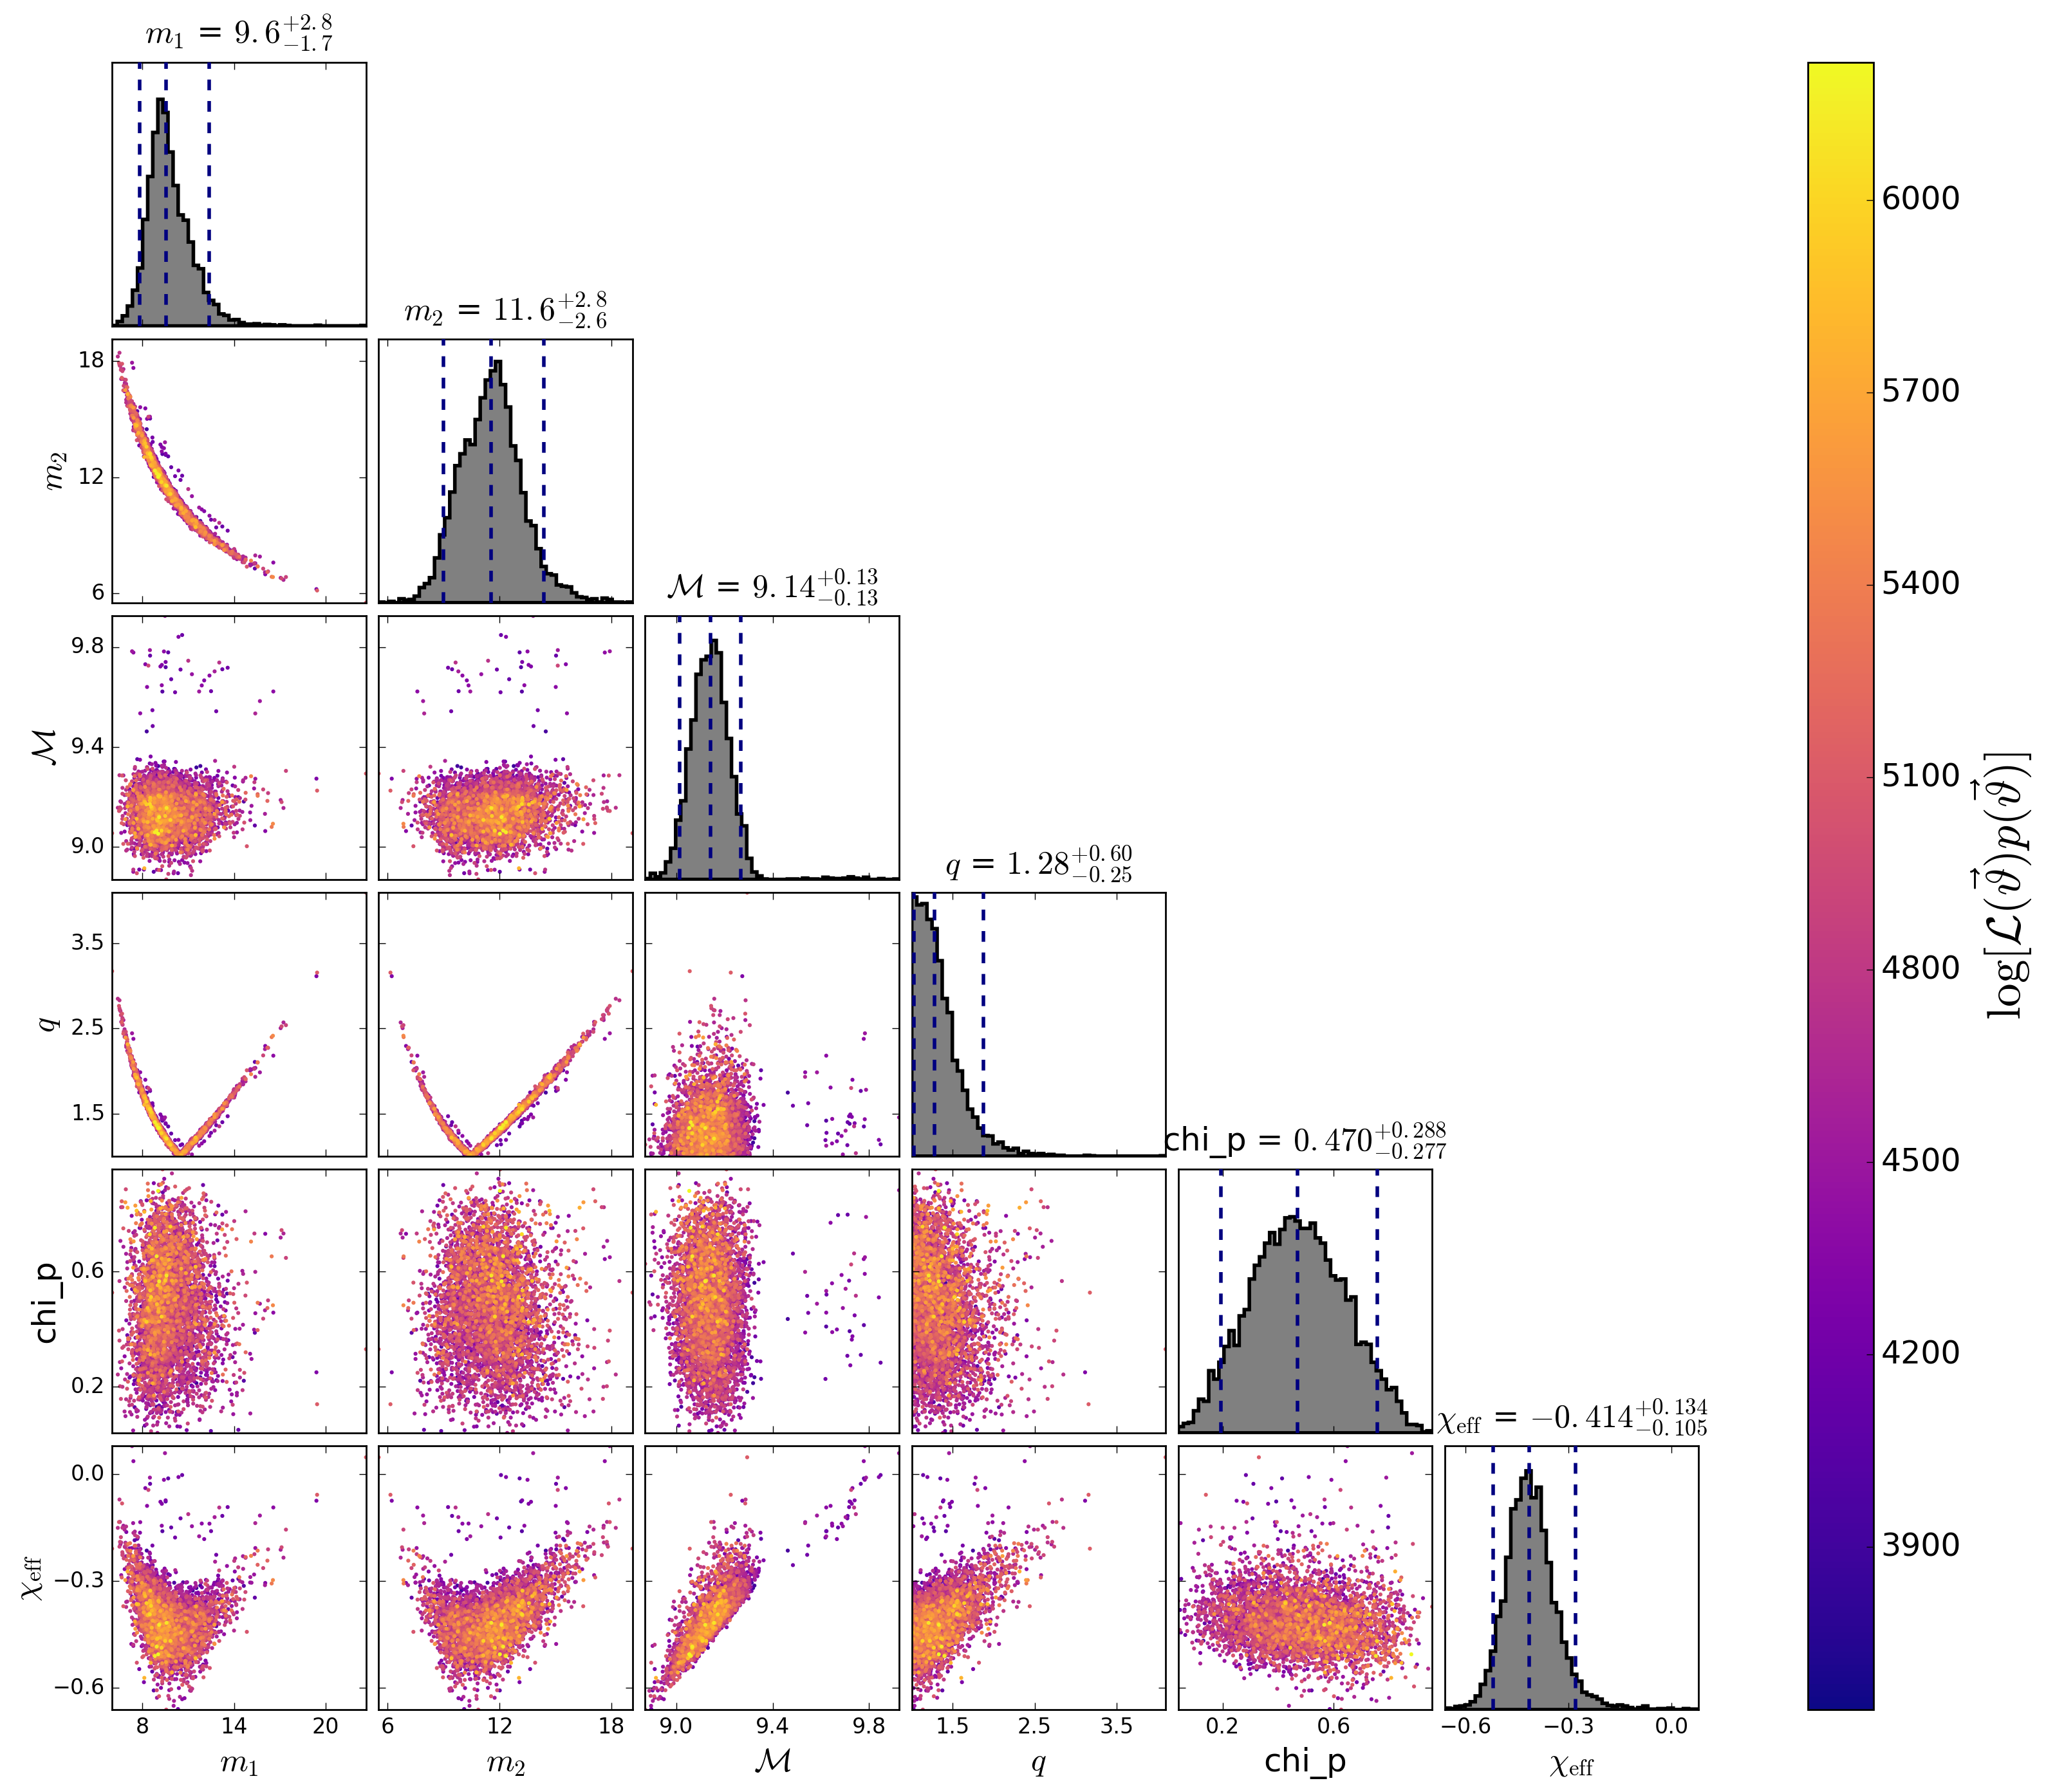 m₁ = 9.6^{+2.8}_{−1.7}
m₂ = 11.6^{+2.8}_{−2.6}
ℳ = 9.14^{+0.13}_{−0.13}
q = 1.28^{+0.60}_{−0.25}
chi_p = 0.470^{+0.288}_{−0.277}
χ_eff = −0.414^{+0.134}_{−0.105}
18
12
6
m₂
9.8
9.4
9.0
ℳ
3.5
2.5
1.5
q
0.6
0.2
chi_p
0.0
−0.3
−0.6
χ_eff
8 14 20
6 12 18
9.0 9.4 9.8
1.5 2.5 3.5
0.2 0.6
−0.6 −0.3 0.0
m₁
m₂
ℳ
q
chi_p
χ_eff
6000
5700
5400
5100
4800
4500
4200
3900
log[ℒ(ϑ⃗)p(ϑ⃗)]